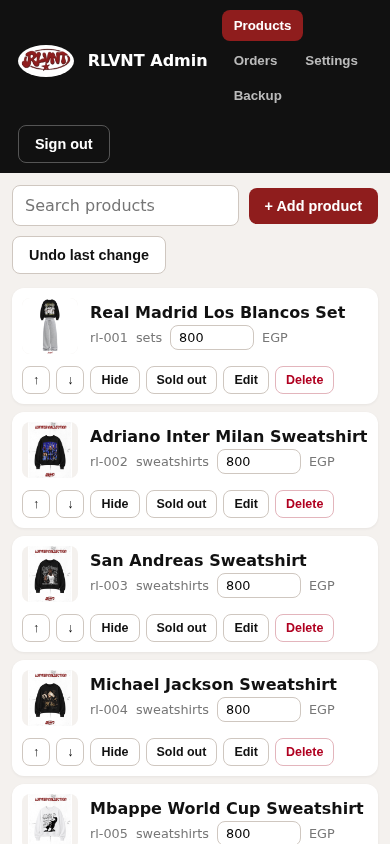 Products
RLVNT
RLVNT Admin
Orders
Settings
Backup
Sign out
Search products
+ Add product
Undo last change
Real Madrid Los Blancos Set
rl-001 sets 800 EGP
↑ ↓ Hide Sold out Edit Delete
Adriano Inter Milan Sweatshirt
rl-002 sweatshirts 800 EGP
↑ ↓ Hide Sold out Edit Delete
San Andreas Sweatshirt
rl-003 sweatshirts 800 EGP
↑ ↓ Hide Sold out Edit Delete
Michael Jackson Sweatshirt
rl-004 sweatshirts 800 EGP
↑ ↓ Hide Sold out Edit Delete
Mbappe World Cup Sweatshirt
rl-005 sweatshirts 800 EGP